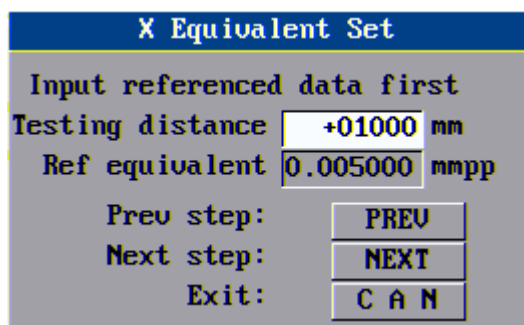 X Equivalent Set
Input referenced data first
Testing distance +01000 mm
Ref equivalent 0.005000 mmpp
Prev step: PREV
Next step: NEXT
Exit: C A N